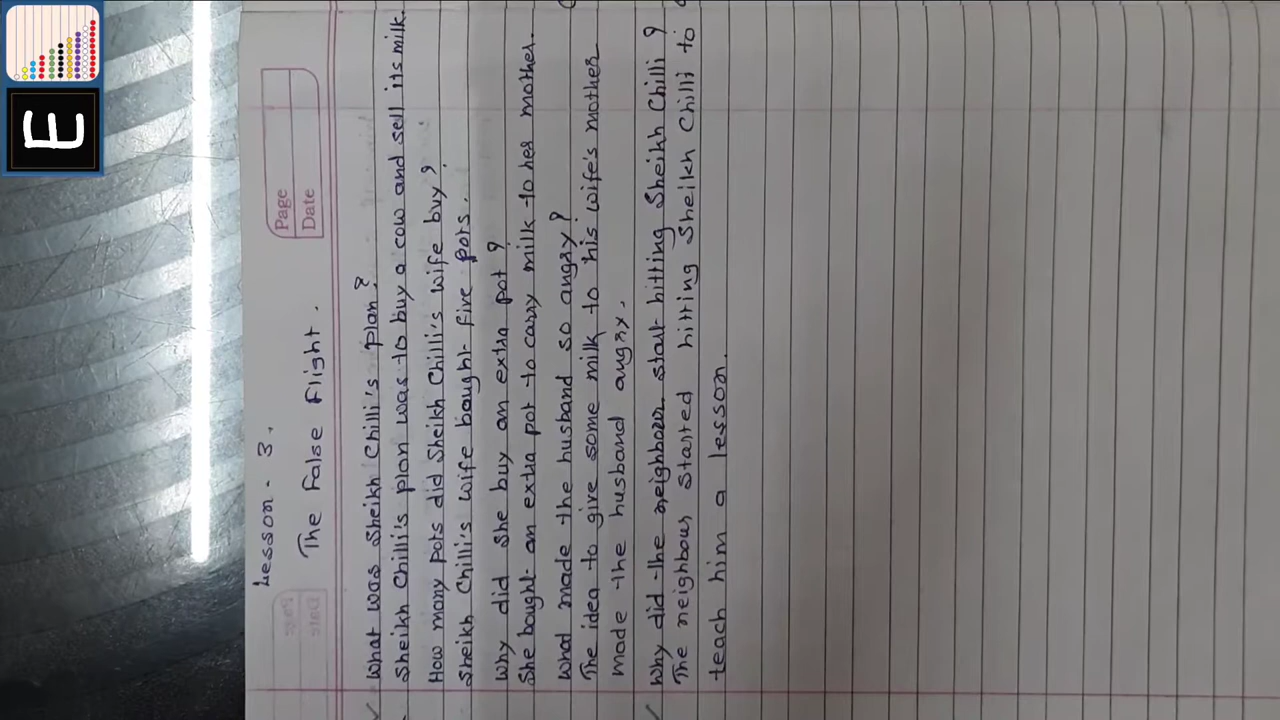 E
Page
Date
Lesson - 3.
The False Flight.
What was Sheikh Chilli's plan?
Sheikh Chilli's plan was to buy a cow and sell its milk.
How many pots did Sheikh Chilli's wife buy?
Sheikh Chilli's wife bought five pots.
Why did she buy an extra pot?
She bought an extra pot to carry milk to her mother.
What made the husband so angry?
The idea to give some milk to his wife's mother
made the husband angry.
Why did the neighbour start hitting Sheikh Chilli?
The neighbour started hitting Sheikh Chilli to
teach him a lesson.